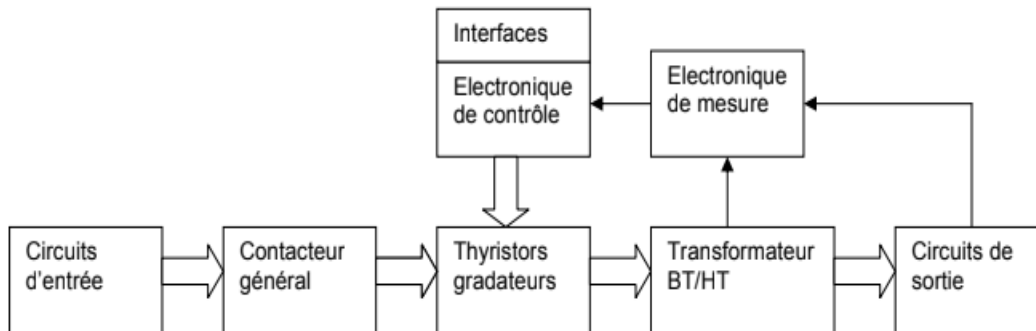 Interfaces
Electronique
de contrôle
Electronique
de mesure
Circuits
d'entrée
Contacteur
général
Thyristors
gradateurs
Transformateur
BT/HT
Circuits de
sortie